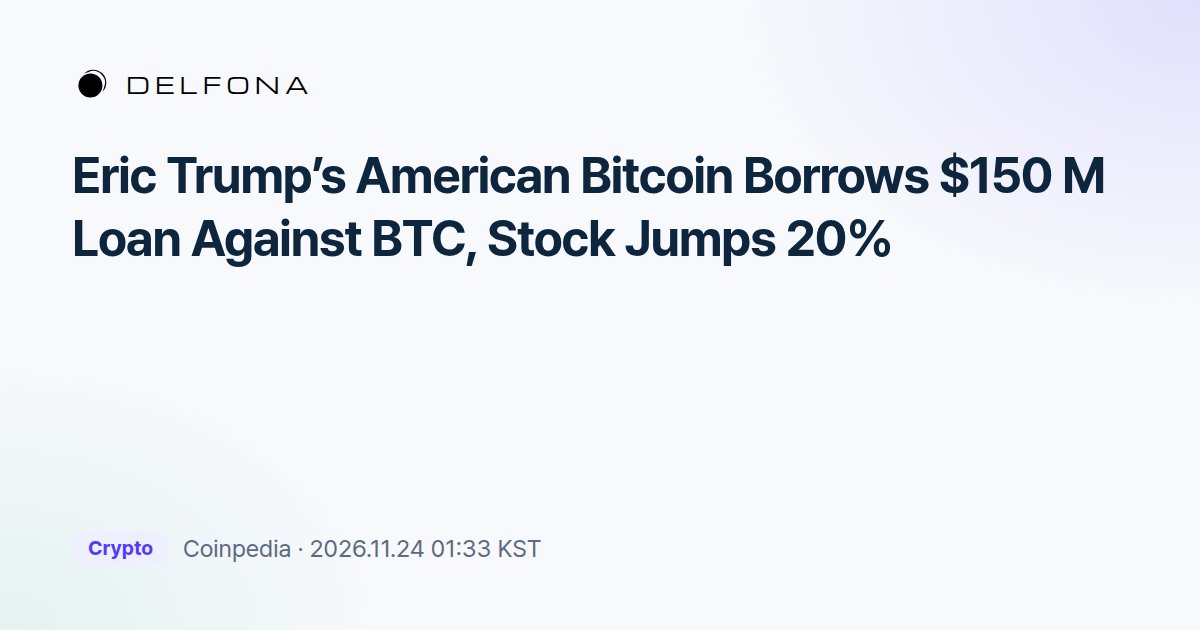 DELFONA
Eric Trump’s American Bitcoin Borrows $150 M
Loan Against BTC, Stock Jumps 20%
Crypto Coinpedia · 2026.11.24 01:33 KST